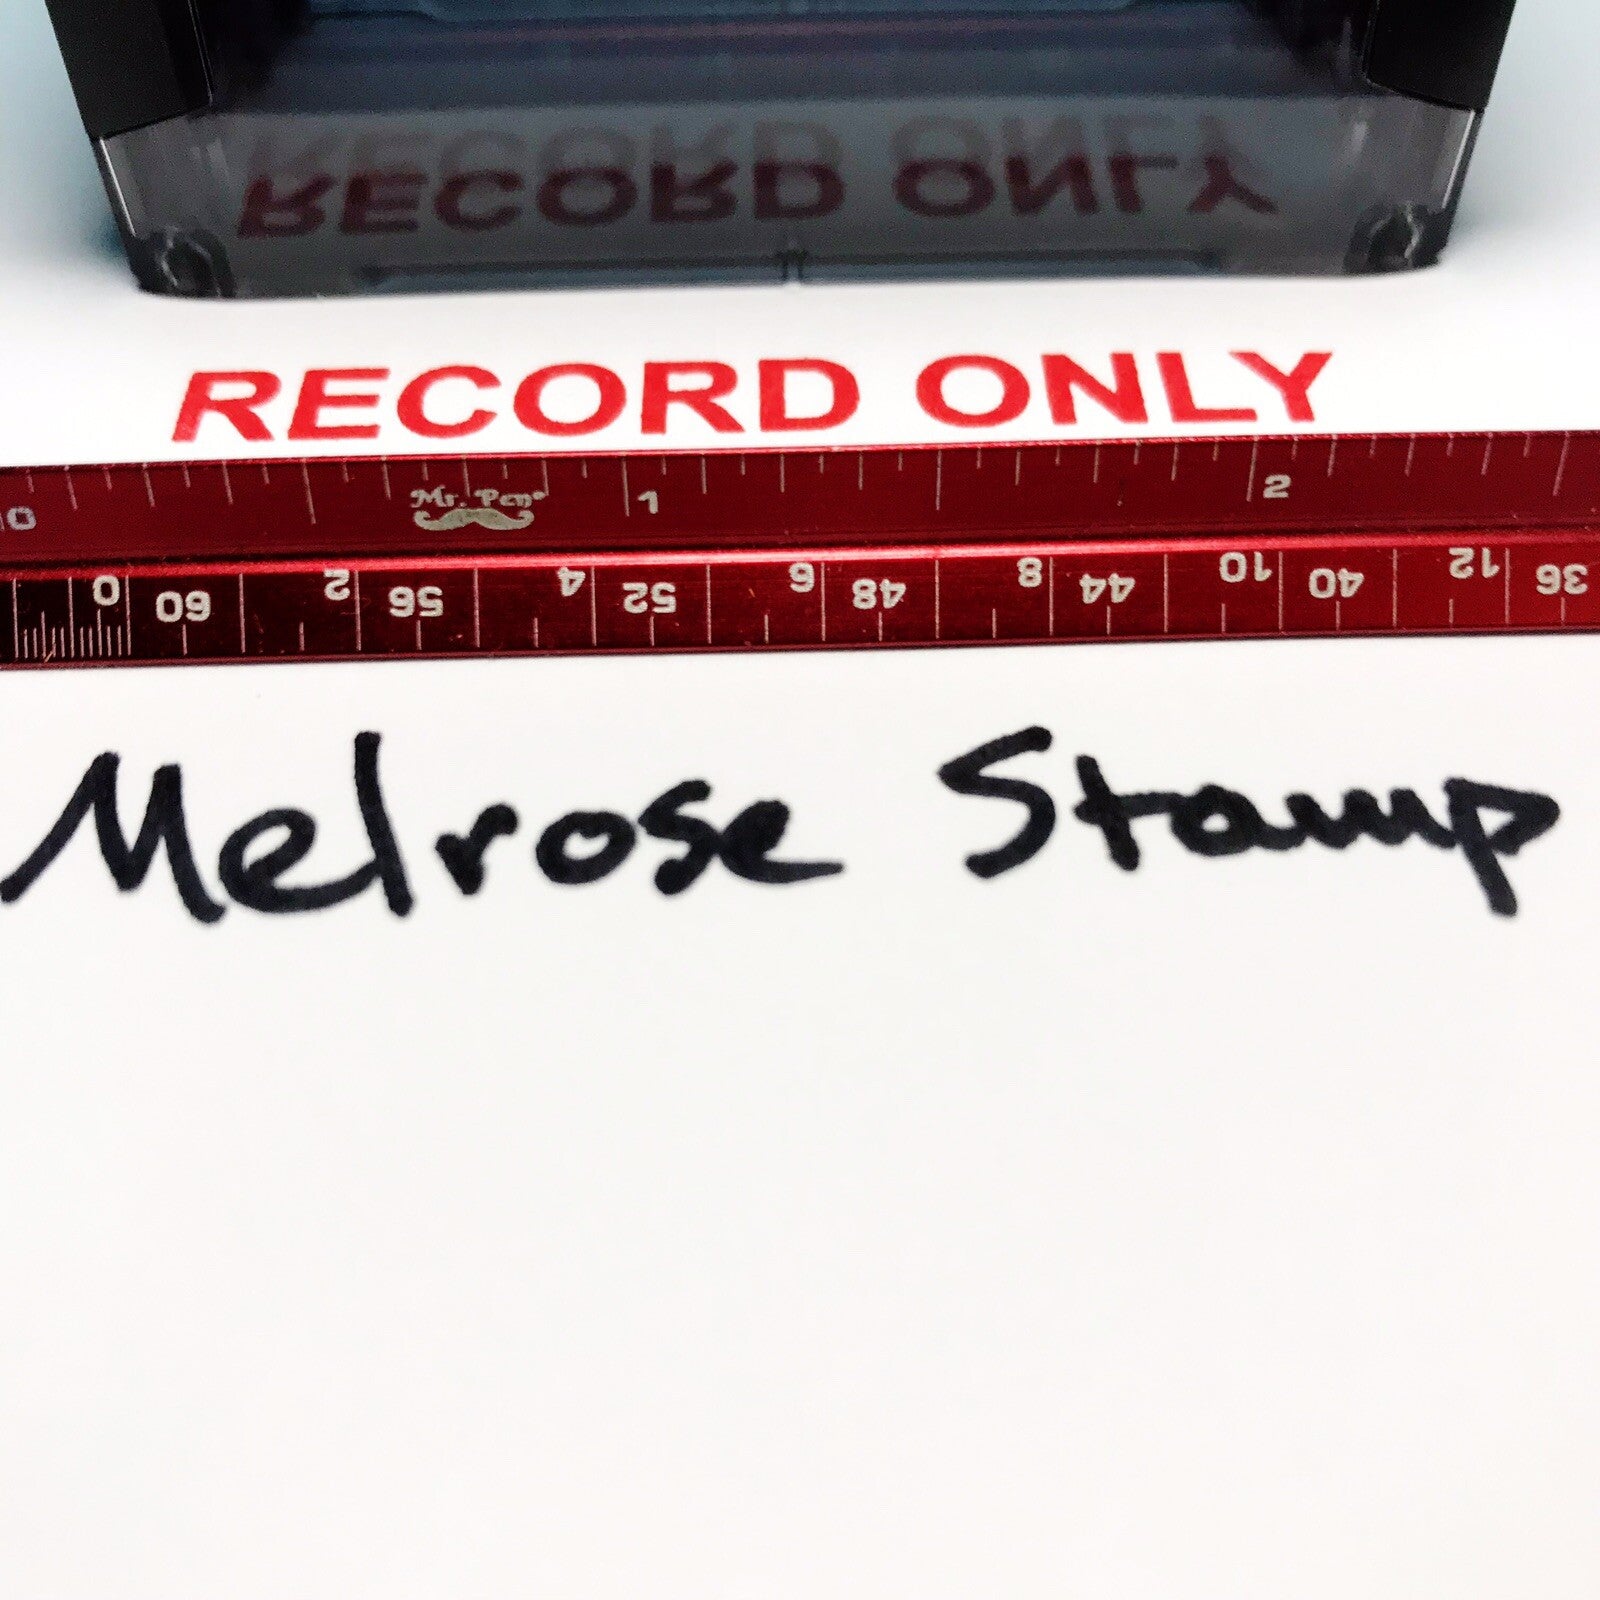 RECORD ONLY
RECORD ONLY
0 1 2
Mr. Pen®
0 60 2 56 4 52 6 48 8 44 10 40 12 36
Melrose Stamp